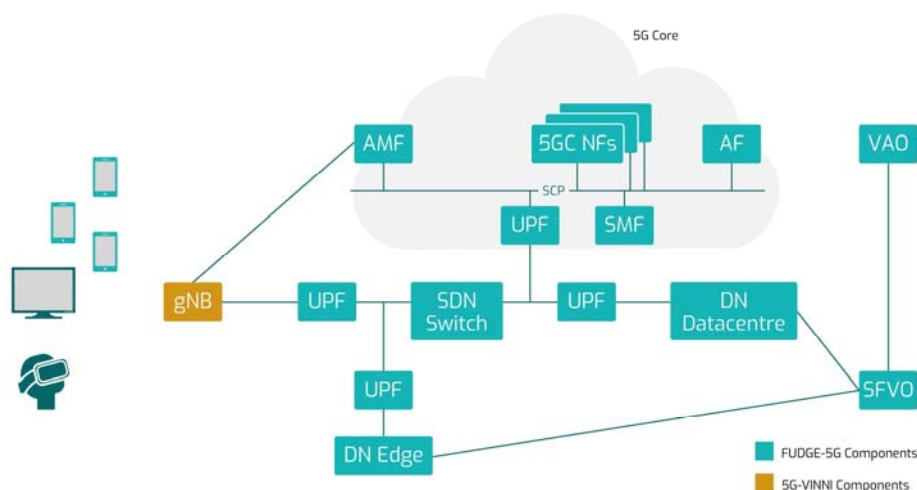 5G Core
AMF
5GC NFs
AF
VAO
SCP
UPF
SMF
gNB
UPF
SDN
Switch
UPF
DN
Datacentre
UPF
SFVO
DN Edge
FUDGE-5G Components
5G-VINNI Components